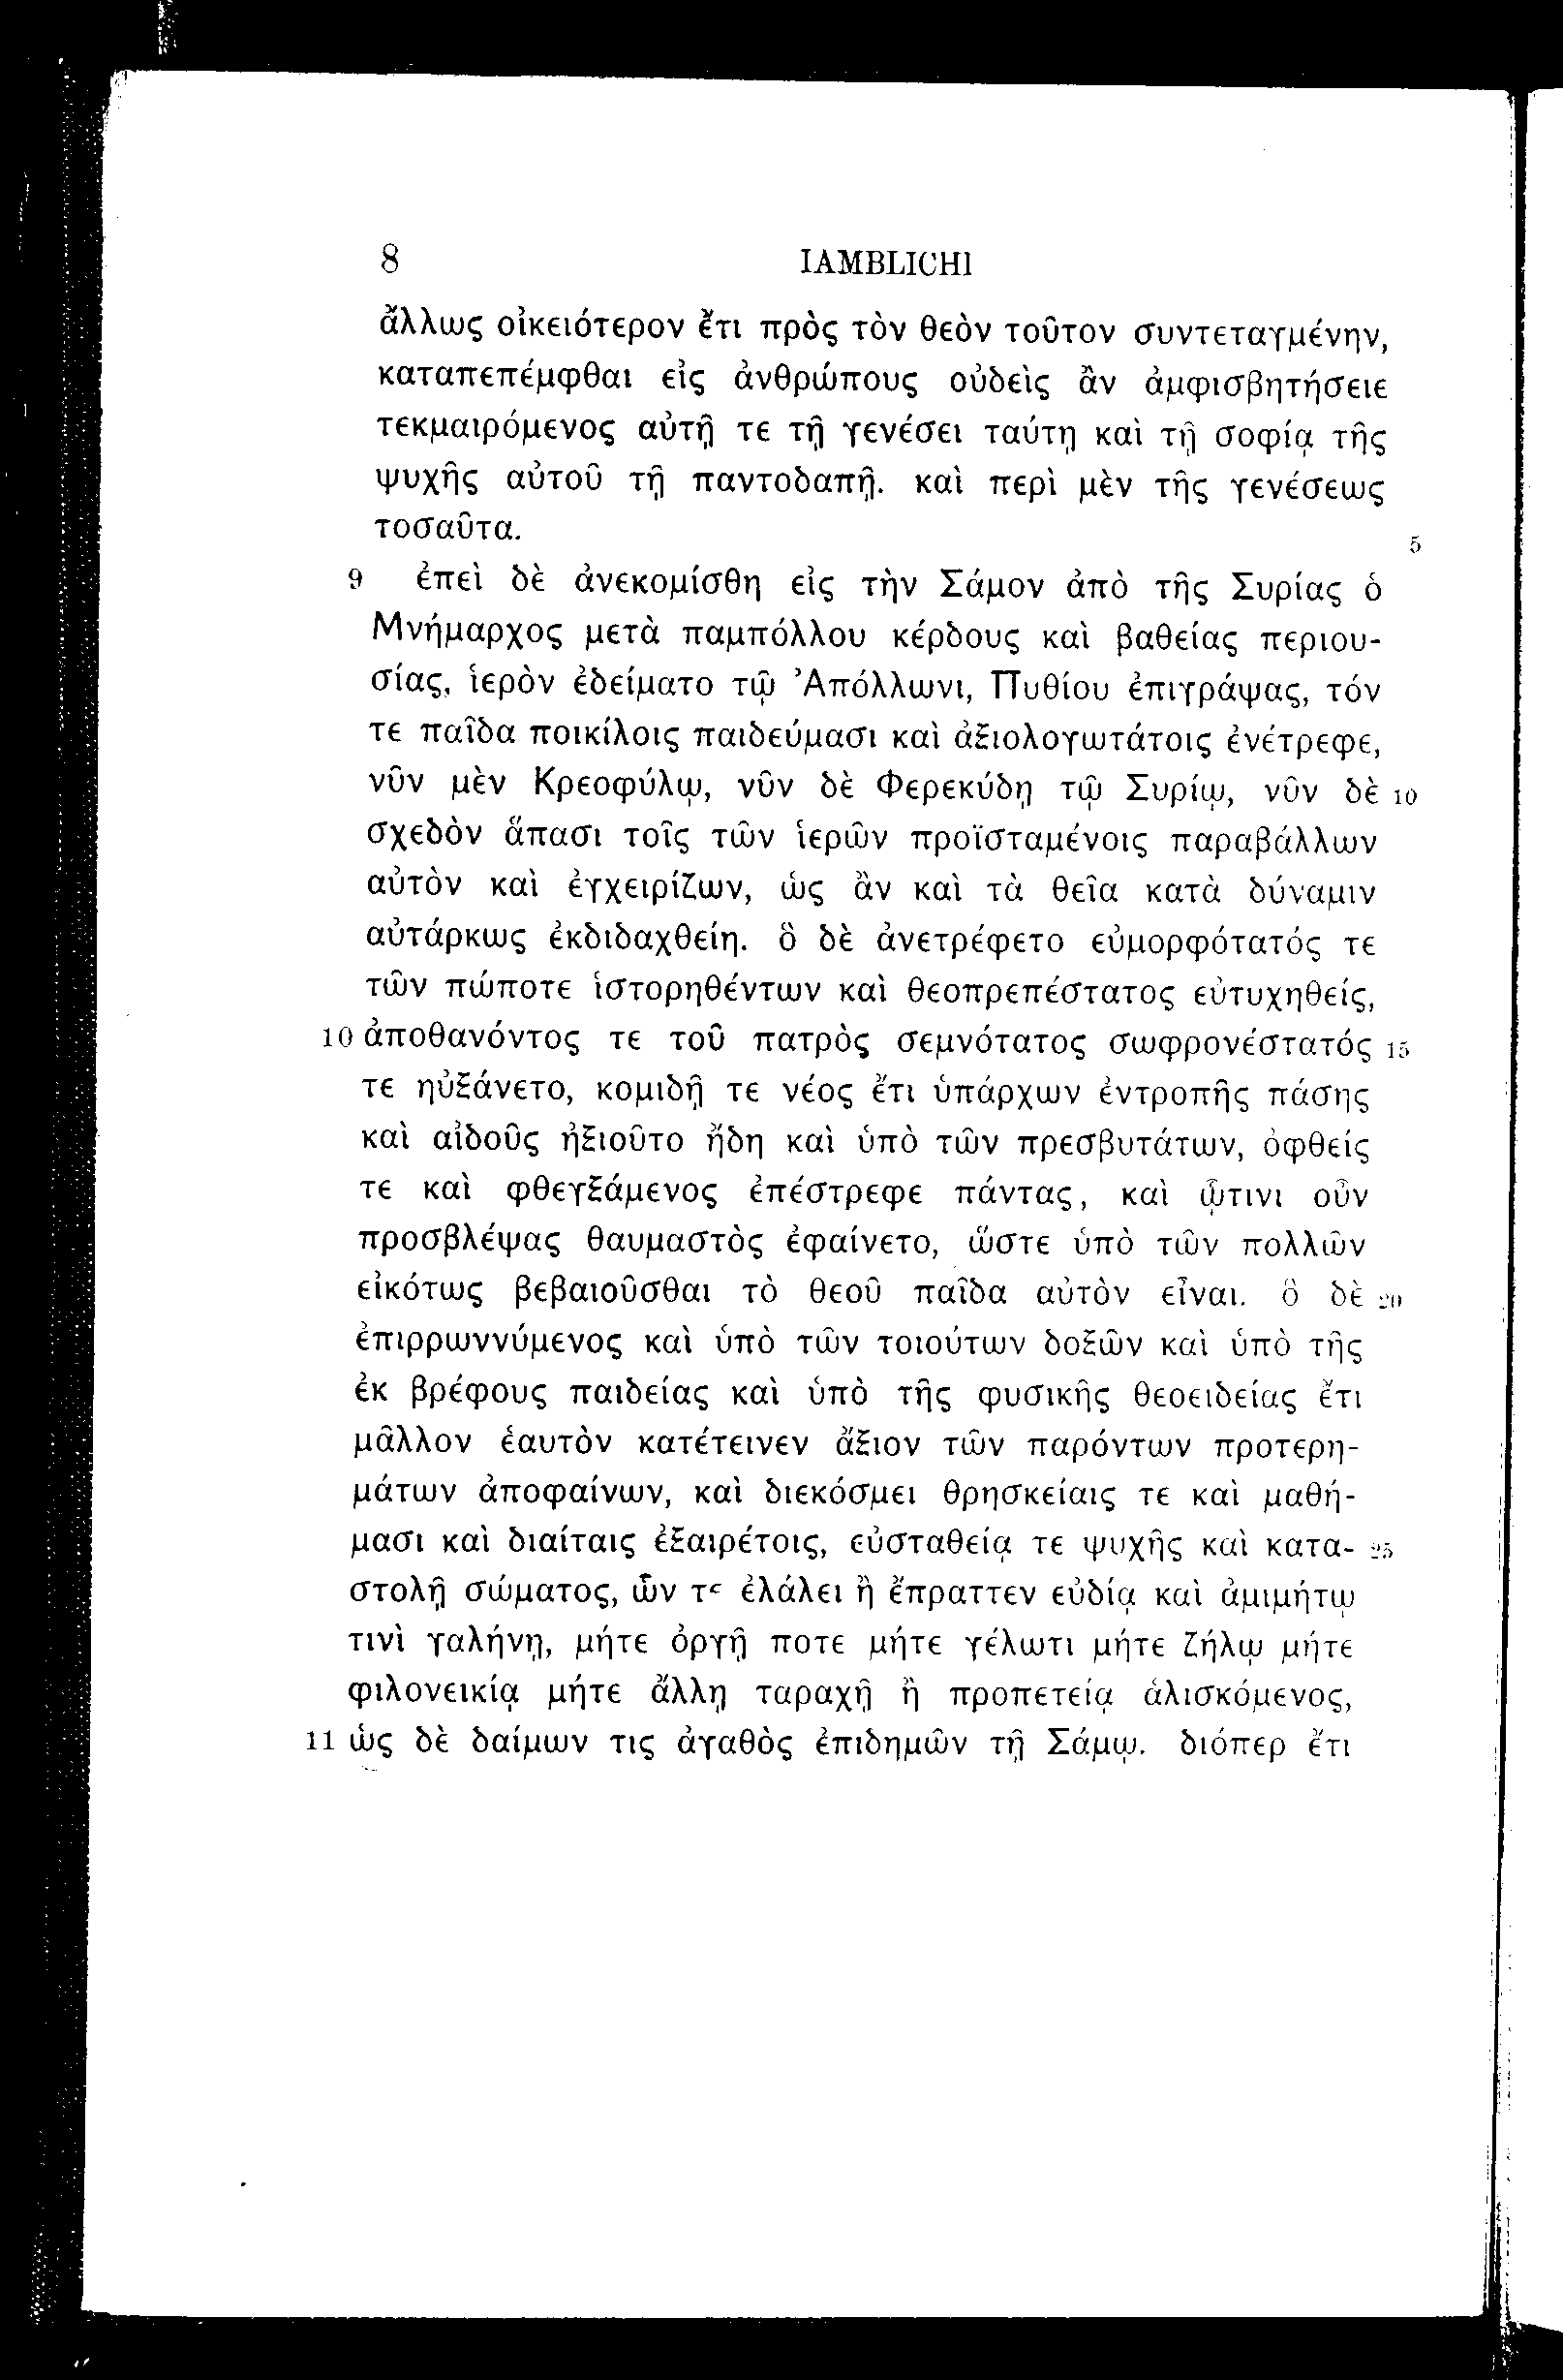 8 IAMBLICHI
ἄλλως οἰκειότερον ἔτι πρὸς τὸν θεὸν τοῦτον συντεταγμένην,
καταπεπέμφθαι εἰς ἀνθρώπους οὐδεὶς ἂν ἀμφισβητήσειε
τεκμαιρόμενος αὐτῇ τε τῇ γενέσει ταύτῃ καὶ τῇ σοφίᾳ τῆς
ψυχῆς αὐτοῦ τῇ παντοδαπῇ. καὶ περὶ μὲν τῆς γενέσεως
τοσαῦτα. 5
9 ἐπεὶ δὲ ἀνεκομίσθη εἰς τὴν Σάμον ἀπὸ τῆς Συρίας ὁ
Μνήμαρχος μετὰ παμπόλλου κέρδους καὶ βαθείας περιου-
σίας, ἱερὸν ἐδείματο τῷ Ἀπόλλωνι, Πυθίου ἐπιγράψας, τόν
τε παῖδα ποικίλοις παιδεύμασι καὶ ἀξιολογωτάτοις ἐνέτρεφε,
νῦν μὲν Κρεοφύλῳ, νῦν δὲ Φερεκύδῃ τῷ Συρίῳ, νῦν δὲ 10
σχεδὸν ἅπασι τοῖς τῶν ἱερῶν προϊσταμένοις παραβάλλων
αὐτὸν καὶ ἐγχειρίζων, ὡς ἂν καὶ τὰ θεῖα κατὰ δύναμιν
αὐτάρκως ἐκδιδαχθείη. ὃ δὲ ἀνετρέφετο εὐμορφότατός τε
τῶν πώποτε ἱστορηθέντων καὶ θεοπρεπέστατος εὐτυχηθείς,
10 ἀποθανόντος τε τοῦ πατρὸς σεμνότατος σωφρονέστατός 15
τε ηὐξάνετο, κομιδῇ τε νέος ἔτι ὑπάρχων ἐντροπῆς πάσης
καὶ αἰδοῦς ἠξιοῦτο ἤδη καὶ ὑπὸ τῶν πρεσβυτάτων, ὀφθείς
τε καὶ φθεγξάμενος ἐπέστρεφε πάντας, καὶ ᾧτινι οὖν
προσβλέψας θαυμαστὸς ἐφαίνετο, ὥστε ὑπὸ τῶν πολλῶν
εἰκότως βεβαιοῦσθαι τὸ θεοῦ παῖδα αὐτὸν εἶναι. ὃ δὲ 20
ἐπιρρωννύμενος καὶ ὑπὸ τῶν τοιούτων δοξῶν καὶ ὑπὸ τῆς
ἐκ βρέφους παιδείας καὶ ὑπὸ τῆς φυσικῆς θεοειδείας ἔτι
μᾶλλον ἑαυτὸν κατέτεινεν ἄξιον τῶν παρόντων προτερη-
μάτων ἀποφαίνων, καὶ διεκόσμει θρησκείαις τε καὶ μαθή-
μασι καὶ διαίταις ἐξαιρέτοις, εὐσταθείᾳ τε ψυχῆς καὶ κατα- 25
στολῇ σώματος, ὧν τε ἐλάλει ἢ ἔπραττεν εὐδίᾳ καὶ ἀμιμήτῳ
τινὶ γαλήνῃ, μήτε ὀργῇ ποτε μήτε γέλωτι μήτε ζήλῳ μήτε
φιλονεικίᾳ μήτε ἄλλῃ ταραχῇ ἢ προπετείᾳ ἁλισκόμενος,
11 ὡς δὲ δαίμων τις ἀγαθὸς ἐπιδημῶν τῇ Σάμῳ. διόπερ ἔτι